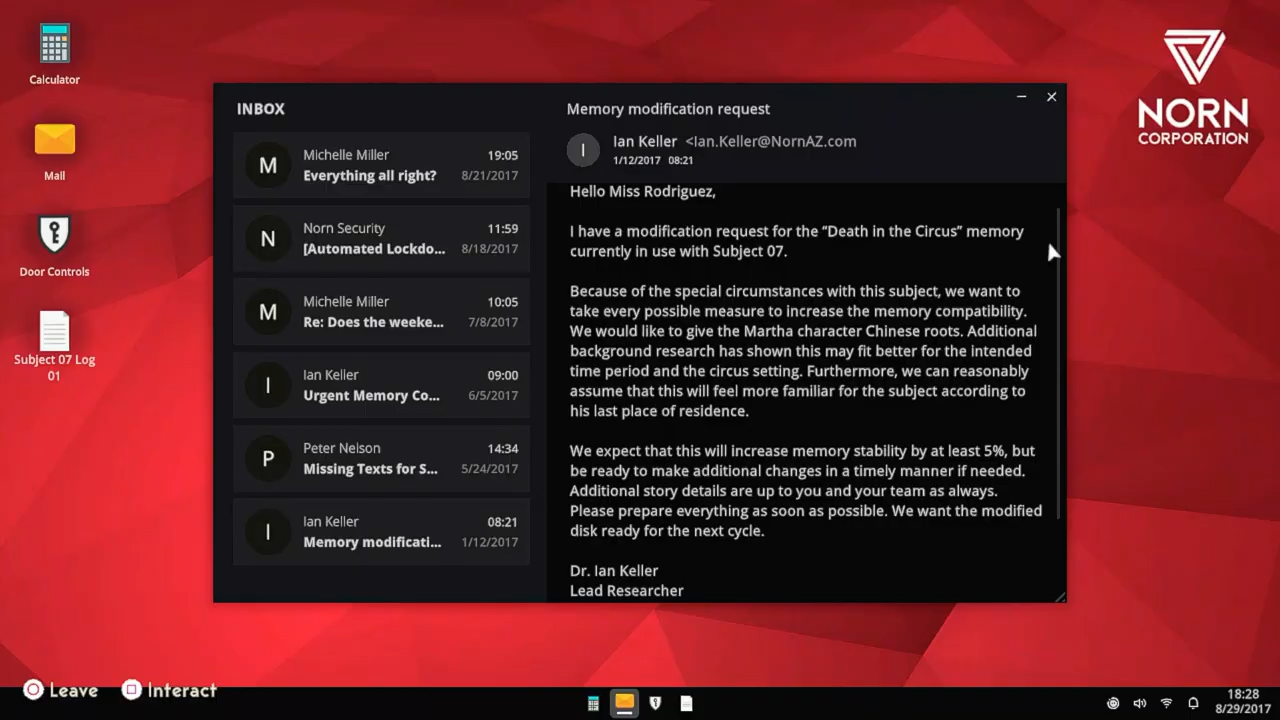 Calculator
Mail
Door Controls
Subject 07 Log
01
NORN
CORPORATION
INBOX
Michelle Miller 19:05
Everything all right? 8/21/2017
Norn Security 11:59
[Automated Lockdo... 8/18/2017
Michelle Miller 10:05
Re: Does the weeke... 7/8/2017
Ian Keller 09:00
Urgent Memory Co... 6/5/2017
Peter Nelson 14:34
Missing Texts for S... 5/24/2017
Ian Keller 08:21
Memory modificati... 1/12/2017
M
N
M
I
P
I
Memory modification request
I
Ian Keller <Ian.Keller@NornAZ.com
1/12/2017 08:21
Hello Miss Rodriguez,
I have a modification request for the “Death in the Circus” memory
currently in use with Subject 07.
Because of the special circumstances with this subject, we want to
take every possible measure to increase the memory compatibility.
We would like to give the Martha character Chinese roots. Additional
background research has shown this may fit better for the intended
time period and the circus setting. Furthermore, we can reasonably
assume that this will feel more familiar for the subject according to
his last place of residence.
We expect that this will increase memory stability by at least 5%, but
be ready to make additional changes in a timely manner if needed.
Additional story details are up to you and your team as always.
Please prepare everything as soon as possible. We want the modified
disk ready for the next cycle.
Dr. Ian Keller
Lead Researcher
Leave
Interact
18:28
8/29/2017